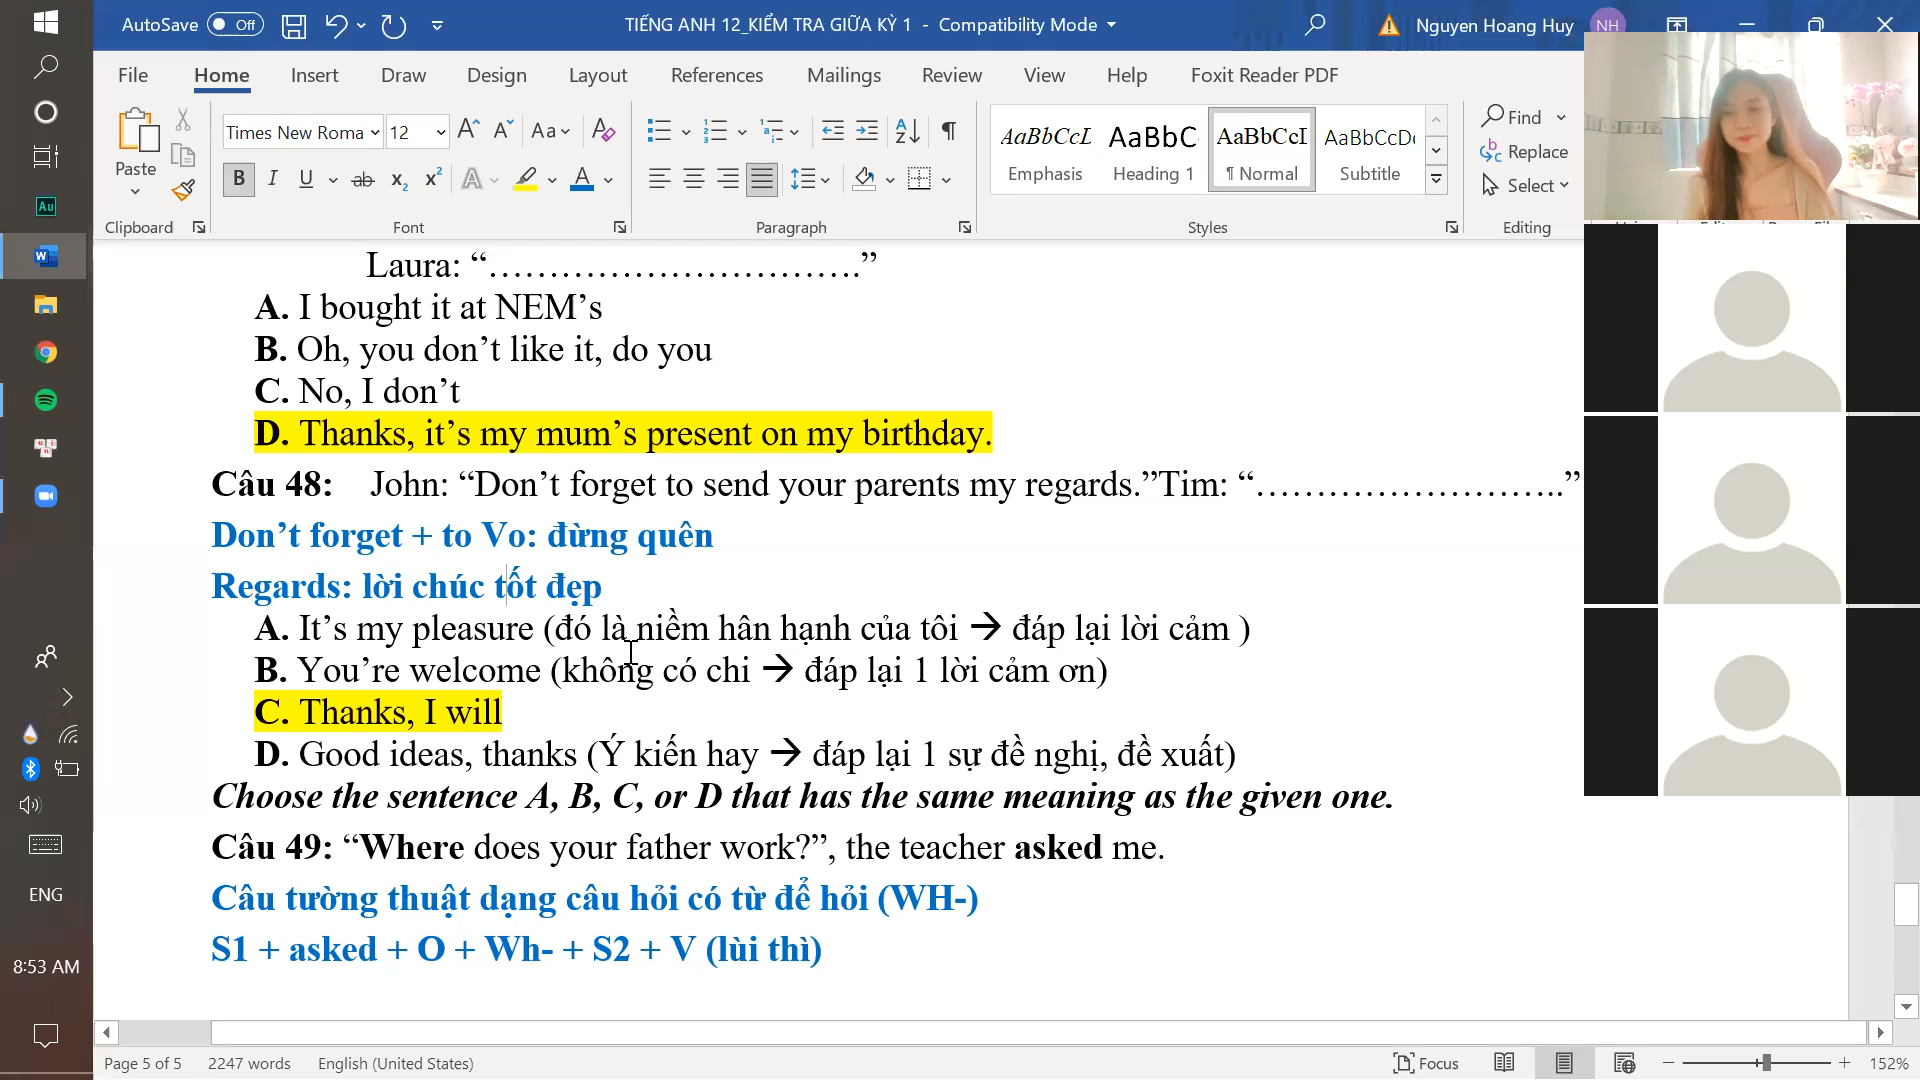 AutoSave Off TIẾNG ANH 12_KIỂM TRA GIỮA KỲ 1 - Compatibility Mode Nguyen Hoang Huy NH
File Home Insert Draw Design Layout References Mailings Review View Help Foxit Reader PDF
Paste
Clipboard
Times New Roma 12
Font
Paragraph
AaBbCcL AaBbC AaBbCcI AaBbCcD
Emphasis Heading 1 ¶ Normal Subtitle
Styles
Find
Replace
Select
Editing
Laura: “………………………….”
A. I bought it at NEM’s
B. Oh, you don’t like it, do you
C. No, I don’t
D. Thanks, it’s my mum’s present on my birthday.
Câu 48: John: “Don’t forget to send your parents my regards.”Tim: “……………………..”
Don’t forget + to Vo: đừng quên
Regards: lời chúc tốt đẹp
A. It’s my pleasure (đó là niềm hân hạnh của tôi → đáp lại lời cảm )
B. You’re welcome (không có chi → đáp lại 1 lời cảm ơn)
C. Thanks, I will
D. Good ideas, thanks (Ý kiến hay → đáp lại 1 sự đề nghị, đề xuất)
Choose the sentence A, B, C, or D that has the same meaning as the given one.
Câu 49: “Where does your father work?”, the teacher asked me.
Câu tường thuật dạng câu hỏi có từ để hỏi (WH-)
S1 + asked + O + Wh- + S2 + V (lùi thì)
ENG
8:53 AM
Page 5 of 5 2247 words English (United States) Focus 152%